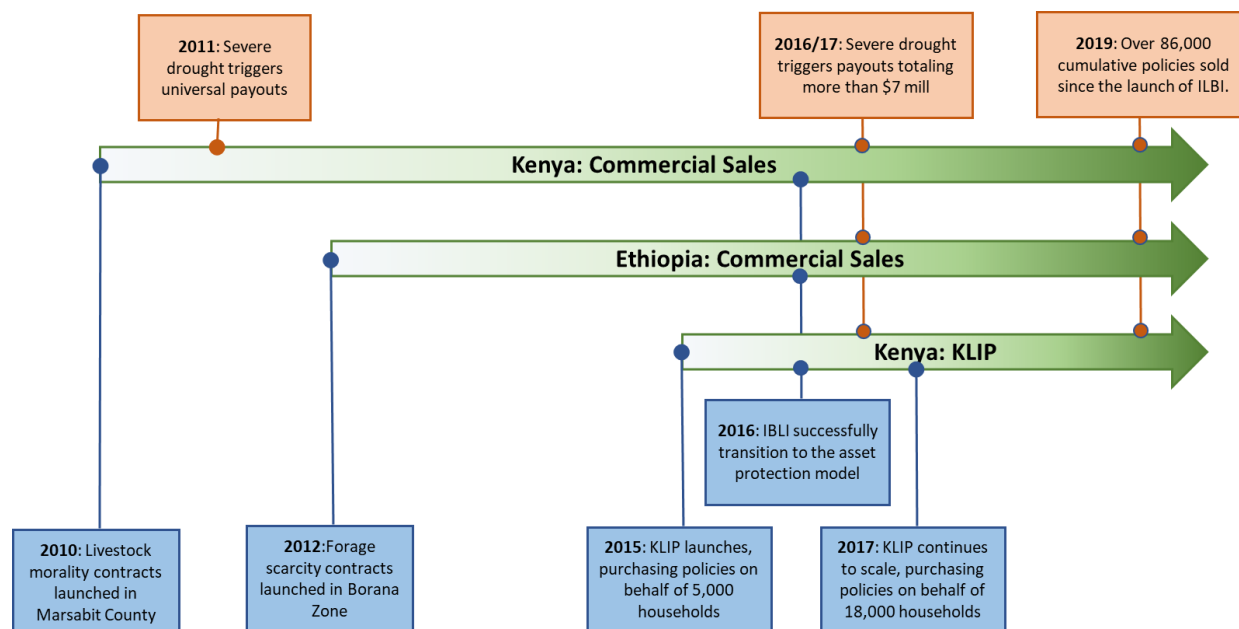 2011: Severe
drought triggers
universal payouts
2016/17: Severe drought
triggers payouts totaling
more than $7 mill
2019: Over 86,000
cumulative policies sold
since the launch of ILBI.
Kenya: Commercial Sales
Ethiopia: Commercial Sales
Kenya: KLIP
2016: IBLI successfully
transition to the asset
protection model
2010: Livestock
morality contracts
launched in
Marsabit County
2012:Forage
scarcity contracts
launched in Borana
Zone
2015: KLIP launches,
purchasing policies on
behalf of 5,000
households
2017: KLIP continues
to scale, purchasing
policies on behalf of
18,000 households